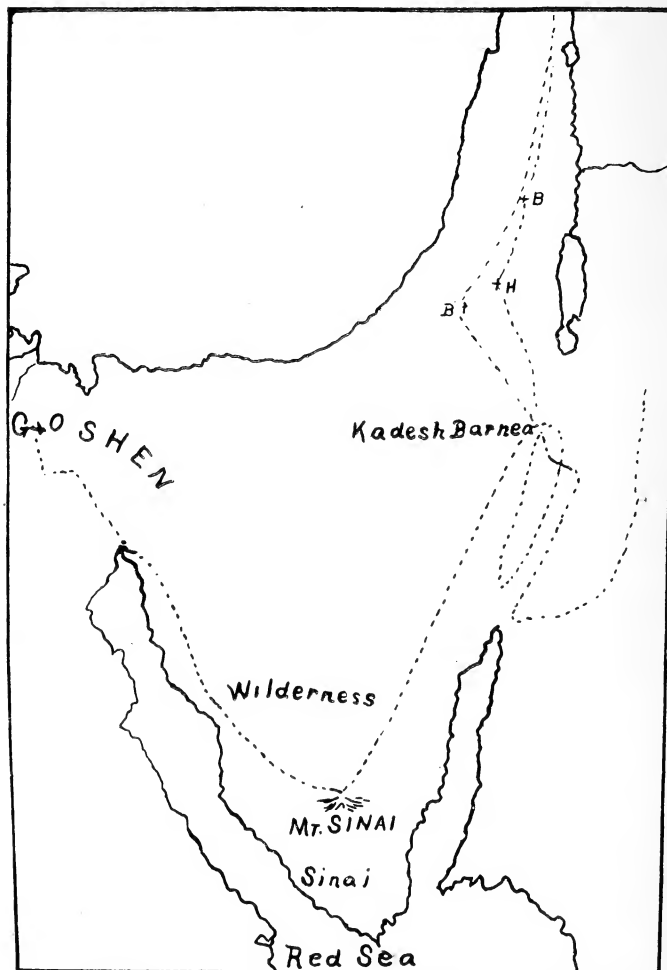 B
H
B
Kadesh Barnea
GOSHEN
Wilderness
MT. SINAI
Sinai
Red Sea